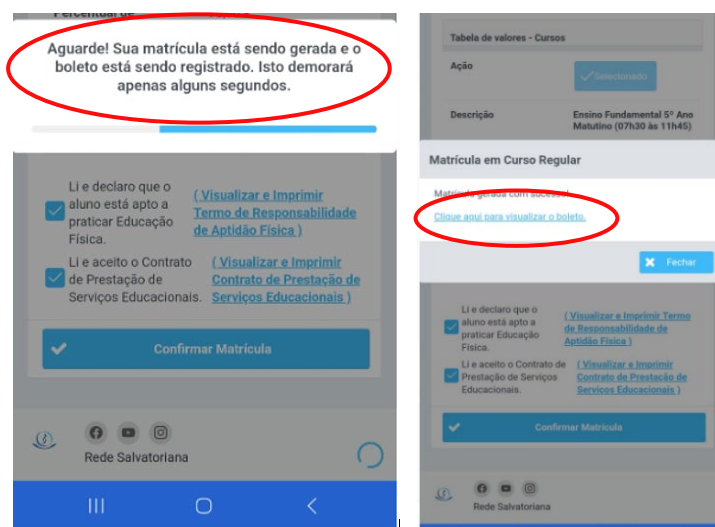 Percentual de
Aguarde! Sua matrícula está sendo gerada e o
boleto está sendo registrado. Isto demorará
apenas alguns segundos.
Li e declaro que o
aluno está apto a
praticar Educação
Física.
( Visualizar e Imprimir
Termo de Responsabilidade
de Aptidão Física )
Li e aceito o Contrato
de Prestação de
Serviços Educacionais.
( Visualizar e Imprimir
Contrato de Prestação de
Serviços Educacionais )
Confirmar Matrícula
Rede Salvatoriana
Tabela de valores - Cursos
Ação
Selecionado
Descrição
Ensino Fundamental 5º Ano
Matutino (07h30 às 11h45)
Matrícula em Curso Regular
Matrícula gerada com sucesso!
Clique aqui para visualizar o boleto.
Fechar
Li e declaro que o
aluno está apto a
praticar Educação
Física.
( Visualizar e Imprimir Termo
de Responsabilidade de
Aptidão Física )
Li e aceito o Contrato de
Prestação de Serviços
Educacionais.
( Visualizar e Imprimir
Contrato de Prestação de
Serviços Educacionais )
Confirmar Matrícula
Rede Salvatoriana